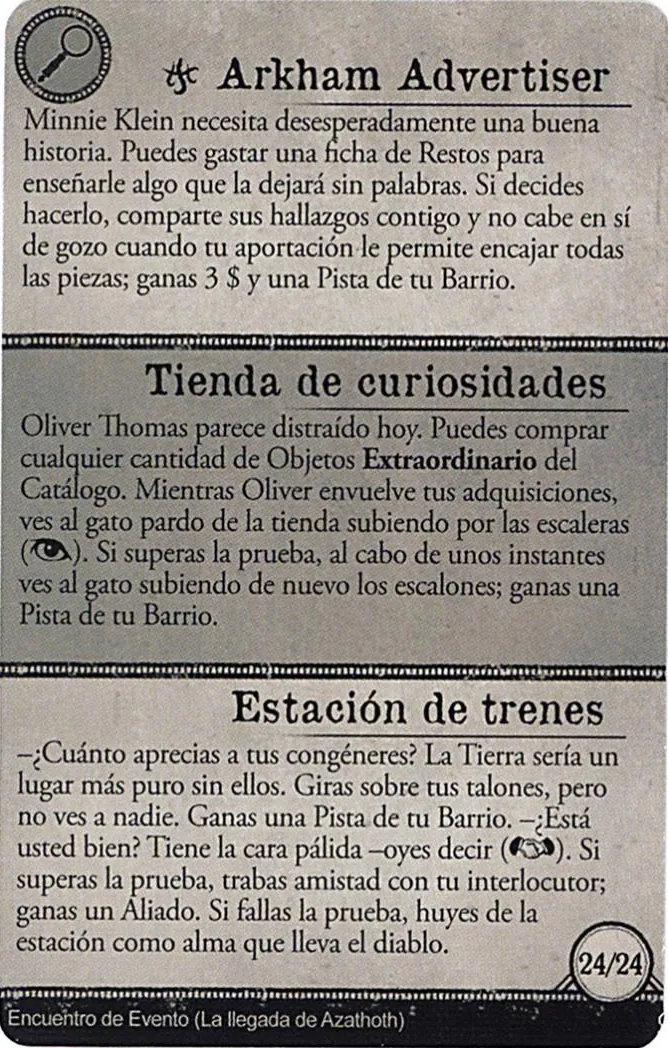 Arkham Advertiser
Minnie Klein necesita desesperadamente una buena
historia. Puedes gastar una ficha de Restos para
enseñarle algo que la dejará sin palabras. Si decides
hacerlo, comparte sus hallazgos contigo y no cabe en sí
de gozo cuando tu aportación le permite encajar todas
las piezas; ganas 3 $ y una Pista de tu Barrio.
Tienda de curiosidades
Oliver Thomas parece distraído hoy. Puedes comprar
cualquier cantidad de Objetos Extraordinario del
Catálogo. Mientras Oliver envuelve tus adquisiciones,
ves al gato pardo de la tienda subiendo por las escaleras
(). Si superas la prueba, al cabo de unos instantes
ves al gato subiendo de nuevo los escalones; ganas una
Pista de tu Barrio.
Estación de trenes
–¿Cuánto aprecias a tus congéneres? La Tierra sería un
lugar más puro sin ellos. Giras sobre tus talones, pero
no ves a nadie. Ganas una Pista de tu Barrio. –¿Está
usted bien? Tiene la cara pálida –oyes decir (). Si
superas la prueba, trabas amistad con tu interlocutor;
ganas un Aliado. Si fallas la prueba, huyes de la
estación como alma que lleva el diablo.
24/24
Encuentro de Evento (La llegada de Azathoth)